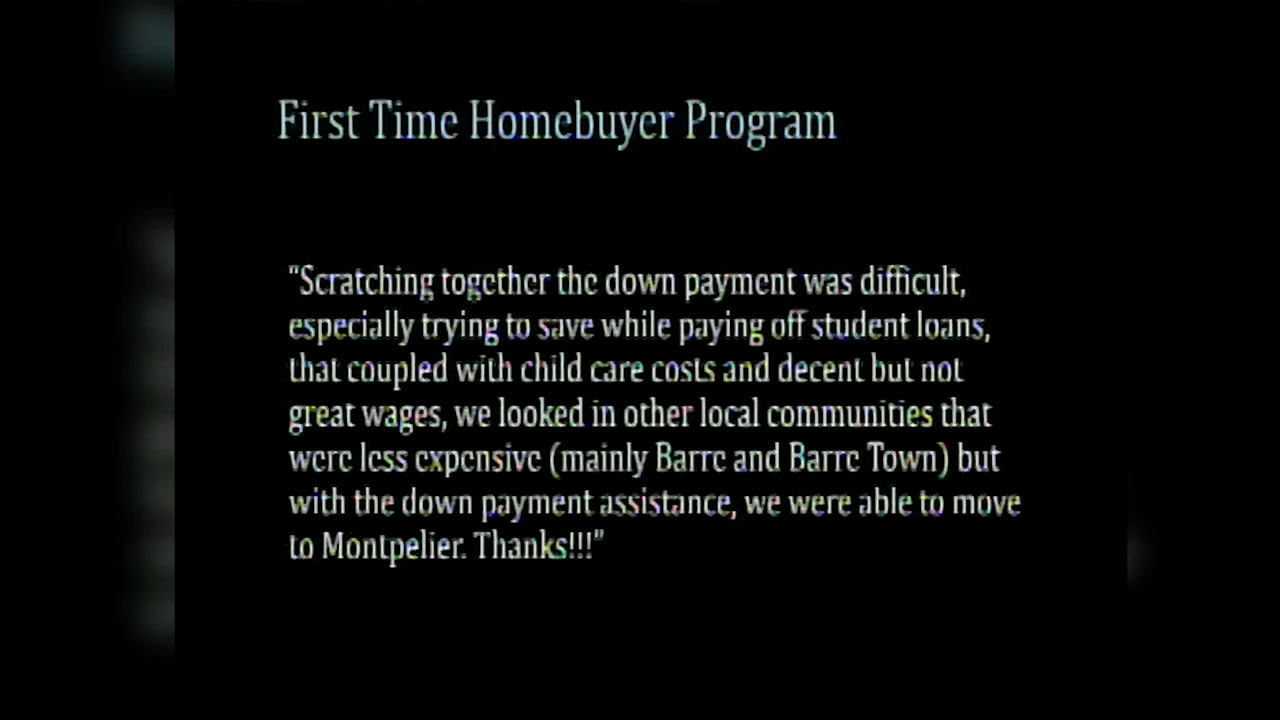 First Time Homebuyer Program
"Scratching together the down payment was difficult,
especially trying to save while paying off student loans,
that coupled with child care costs and decent but not
great wages, we looked in other local communities that
were less expensive (mainly Barre and Barre Town) but
with the down payment assistance, we were able to move
to Montpelier. Thanks!!!"